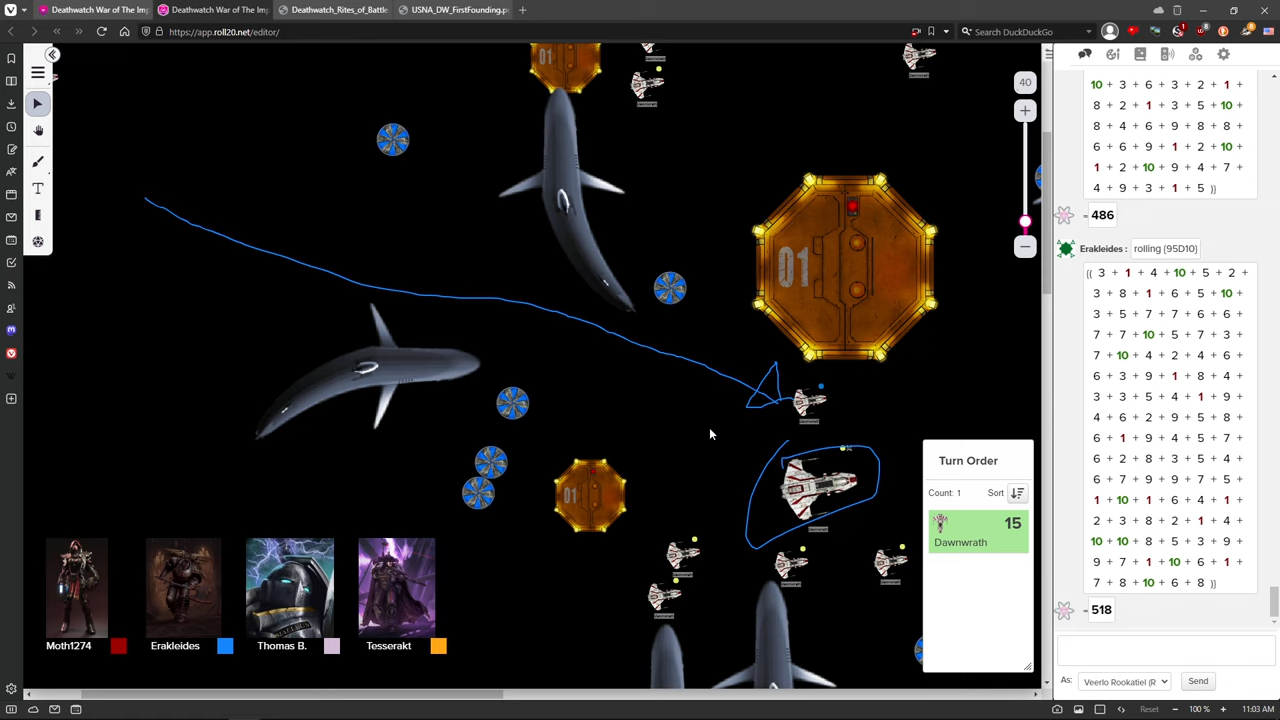 Deathwatch War of The Imp
Deathwatch War of The Imp
Deathwatch_Rites_of_Battle
USNA_DW_FirstFounding.p
https://app.roll20.net/editor/
Search DuckDuckGo
01
01
01
40
10 + 3 + 6 + 3 + 2 + 1 +
8 + 2 + 1 + 3 + 5 + 10 +
8 + 4 + 6 + 9 + 8 + 8 +
6 + 6 + 9 + 1 + 2 + 10 +
1 + 2 + 10 + 9 + 4 + 7 +
4 + 9 + 3 + 1 + 5 ))
= 486
Erakleides : rolling {95D10}
(( 3 + 1 + 4 + 10 + 5 + 2 +
3 + 8 + 1 + 6 + 5 + 10 +
3 + 5 + 7 + 7 + 6 + 6 +
7 + 7 + 10 + 5 + 2 + 6 +
7 + 10 + 4 + 2 + 4 + 6 +
6 + 3 + 9 + 1 + 8 + 4 +
3 + 3 + 5 + 4 + 1 + 9 +
4 + 6 + 2 + 9 + 5 + 8 +
6 + 1 + 9 + 4 + 5 + 7 +
6 + 2 + 8 + 3 + 5 + 4 +
6 + 7 + 9 + 9 + 7 + 5 +
1 + 10 + 1 + 6 + 4 + 1 +
2 + 3 + 8 + 2 + 1 + 4 +
10 + 10 + 8 + 5 + 3 + 9 +
9 + 7 + 1 + 10 + 6 + 1 +
7 + 8 + 10 + 6 + 8 ))
= 518
Turn Order
Count: 1
Sort
15
Dawnwrath
Moth1274
Erakleides
Thomas B.
Tesserakt
As:
Veerlo Rookatiel (R
Send
Reset
100 %
11:03 AM